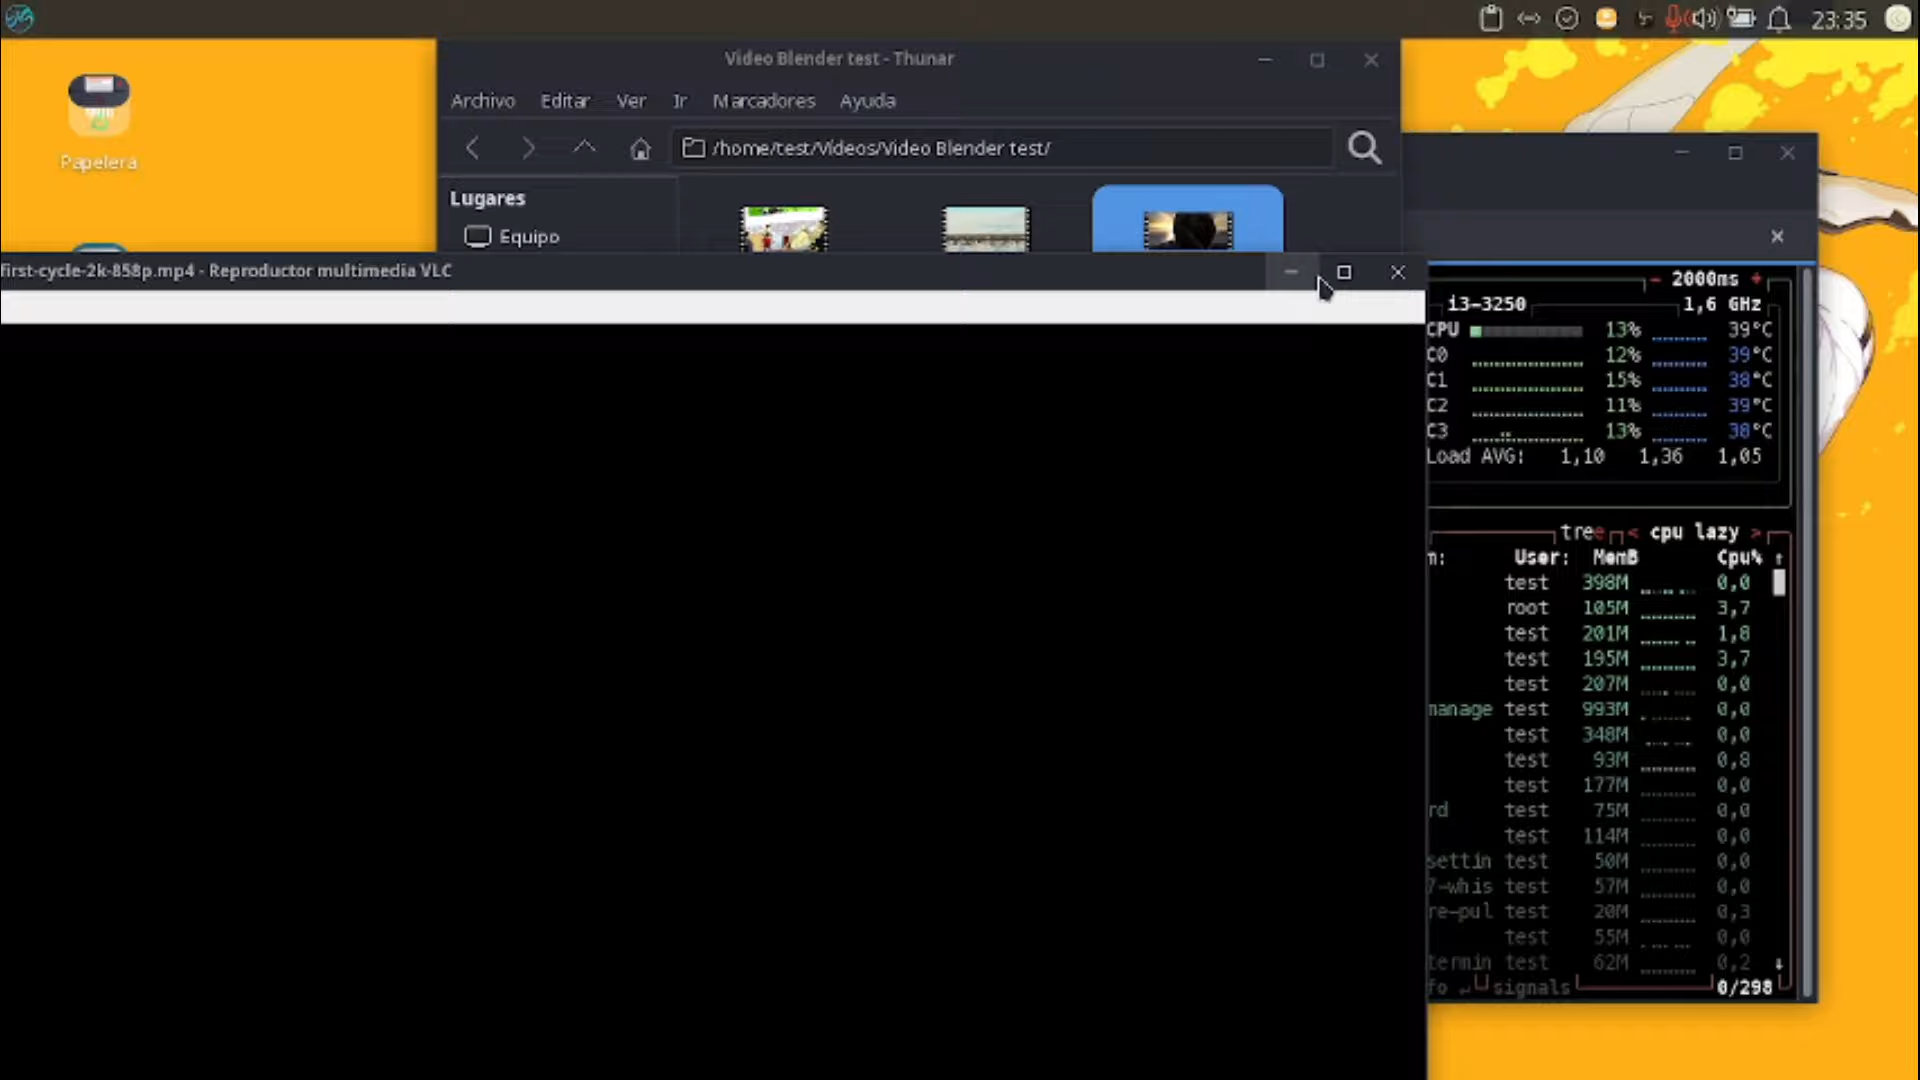 23:35
Papelera
Video Blender test - Thunar
Archivo Editar Ver Ir Marcadores Ayuda
/home/test/Vídeos/Video Blender test/
Lugares
Equipo
first-cycle-2k-858p.mp4 - Reproductor multimedia VLC
- 2000ms +
i3-3250 1,6 GHz
CPU 13% 39°C
C0 12% 39°C
C1 15% 38°C
C2 11% 39°C
C3 13% 38°C
Load AVG: 1,10 1,36 1,05
tree < cpu lazy >
m: User: MemB Cpu% ↑
test 398M 0,0
root 105M 3,7
test 201M 1,8
test 195M 3,7
test 207M 0,0
manage test 993M 0,0
test 348M 0,0
test 93M 0,8
test 177M 0,0
rd test 75M 0,0
test 114M 0,0
settin test 50M 0,0
7-whis test 57M 0,0
re-pul test 20M 0,3
test 55M 0,0
termin test 62M 0,2 ↓
fo ↵ signals 0/298